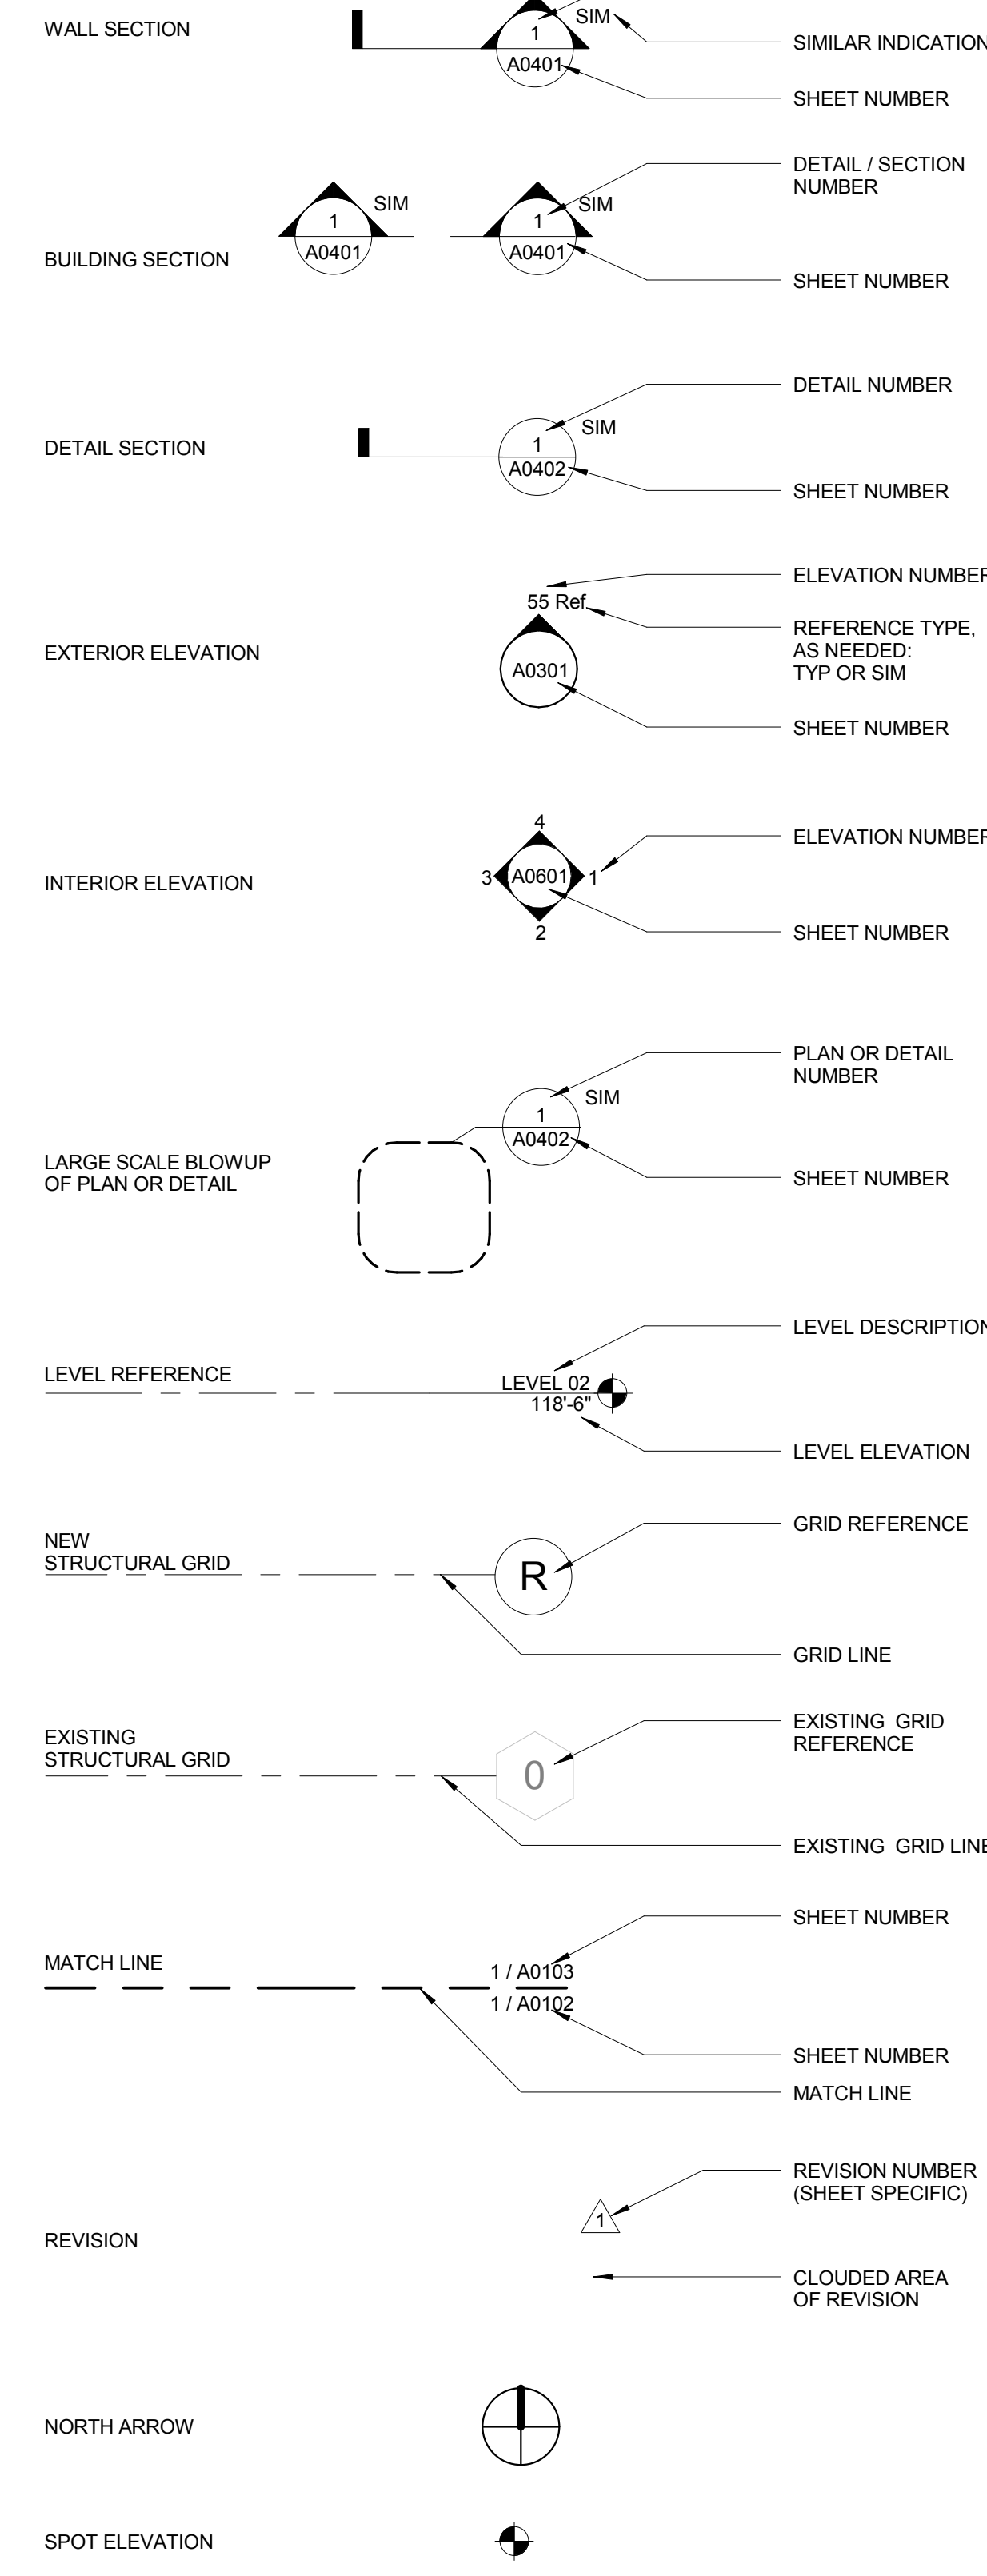 WALL SECTION
SIM
1
A0401
SIMILAR INDICATION
SHEET NUMBER
BUILDING SECTION
1
A0401
SIM
1
A0401
SIM
DETAIL / SECTION
NUMBER
SHEET NUMBER
DETAIL SECTION
1
A0402
SIM
DETAIL NUMBER
SHEET NUMBER
EXTERIOR ELEVATION
55 Ref
A0301
ELEVATION NUMBER
REFERENCE TYPE,
AS NEEDED:
TYP OR SIM
SHEET NUMBER
INTERIOR ELEVATION
4
3
A0601
1
2
ELEVATION NUMBER
SHEET NUMBER
LARGE SCALE BLOWUP
OF PLAN OR DETAIL
1
A0402
SIM
PLAN OR DETAIL
NUMBER
SHEET NUMBER
LEVEL REFERENCE
LEVEL 02
118'-6"
LEVEL DESCRIPTION
LEVEL ELEVATION
NEW
STRUCTURAL GRID
R
GRID REFERENCE
GRID LINE
EXISTING
STRUCTURAL GRID
0
EXISTING  GRID
REFERENCE
EXISTING  GRID LINE
MATCH LINE
1 / A0103
1 / A0102
SHEET NUMBER
SHEET NUMBER
MATCH LINE
REVISION
1
REVISION NUMBER
(SHEET SPECIFIC)
CLOUDED AREA
OF REVISION
NORTH ARROW
SPOT ELEVATION